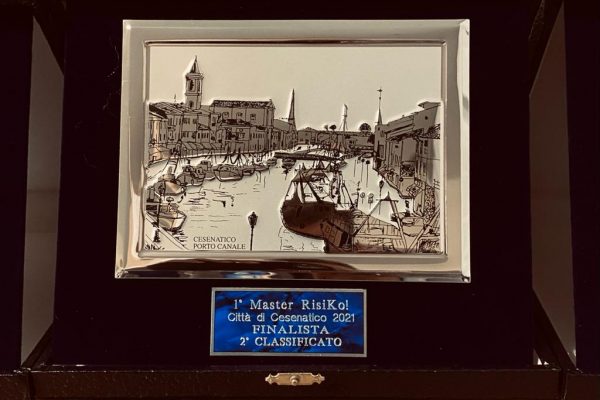 CESENATICO
PORTO CANALE
1° Master RisiKo!
Città di Cesenatico 2021
FINALISTA
2° CLASSIFICATO